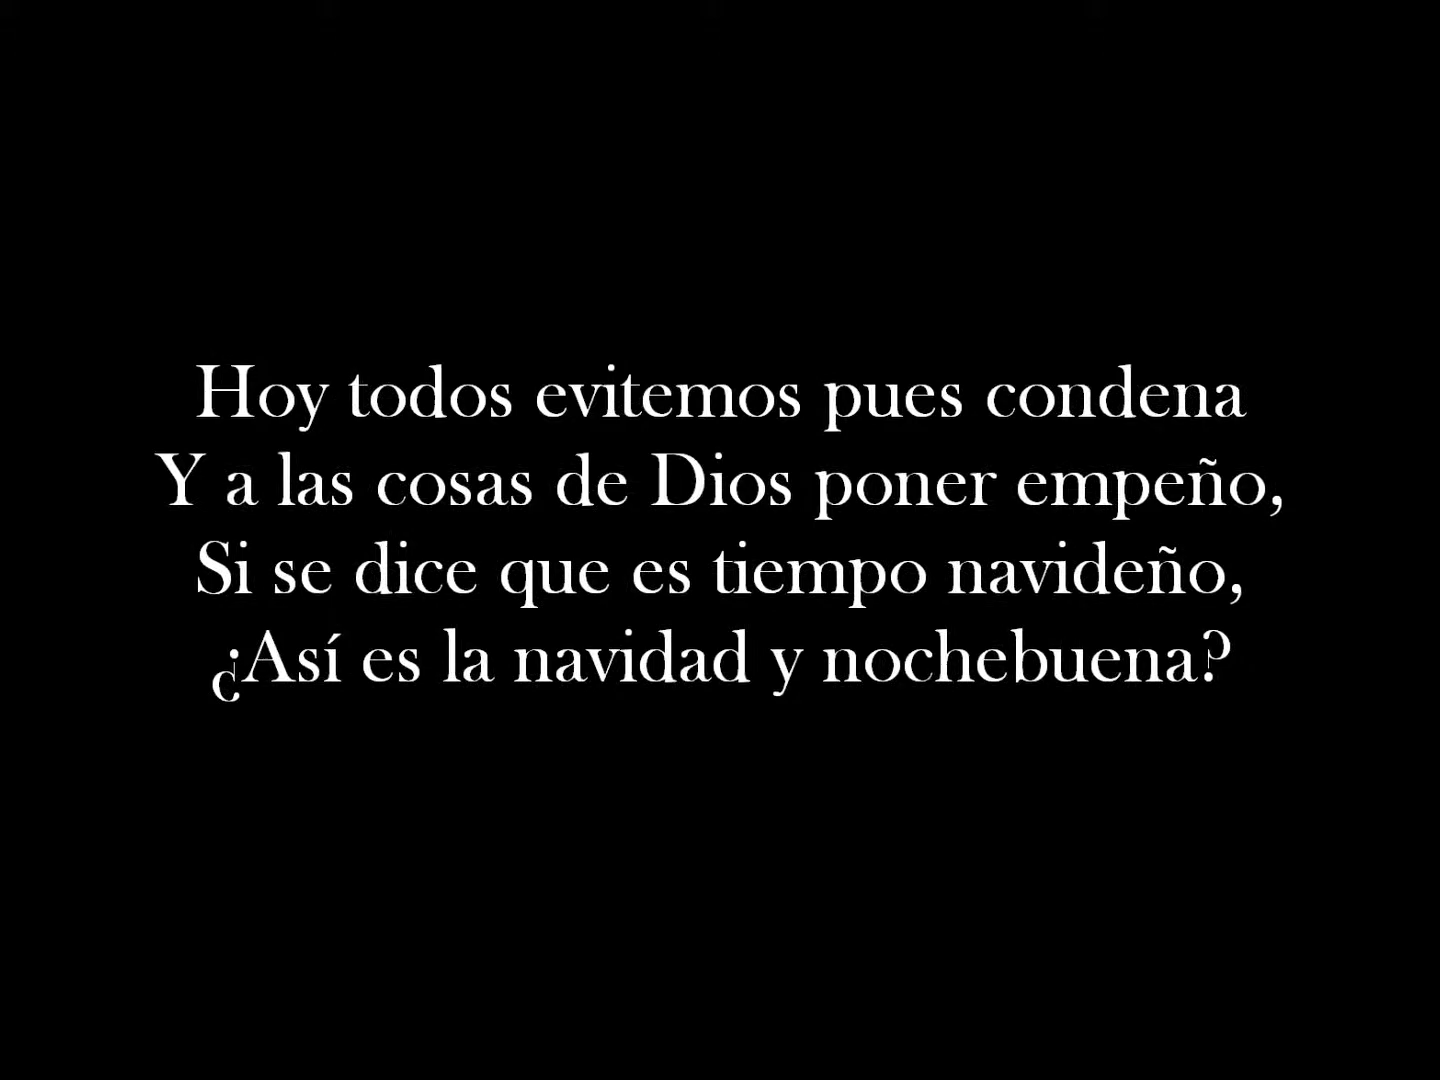 Hoy todos evitemos pues condena
Y a las cosas de Dios poner empeño,
Si se dice que es tiempo navideño,
¿Así es la navidad y nochebuena?